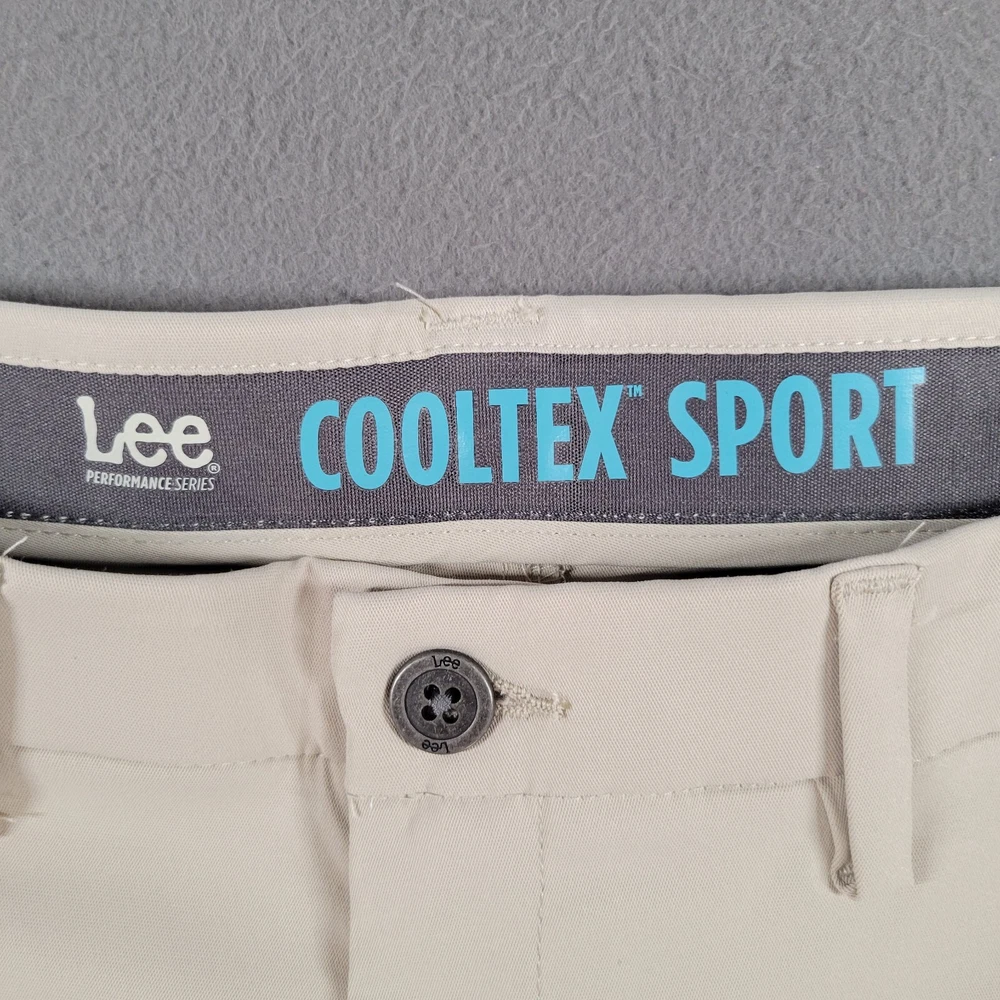 Lee®
PERFORMANCE SERIES
COOLTEX™ SPORT
Lee
Lee